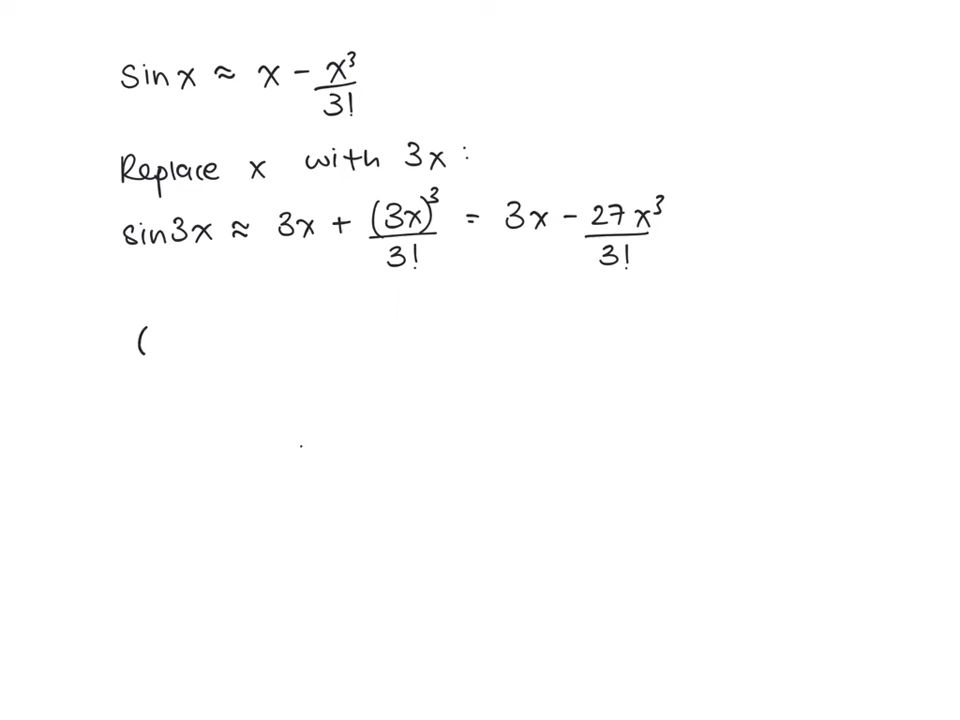 sin x ≈ x - x³/3!
Replace x with 3x :
sin3x ≈ 3x + (3x)³/3! = 3x - 27x³/3!
(